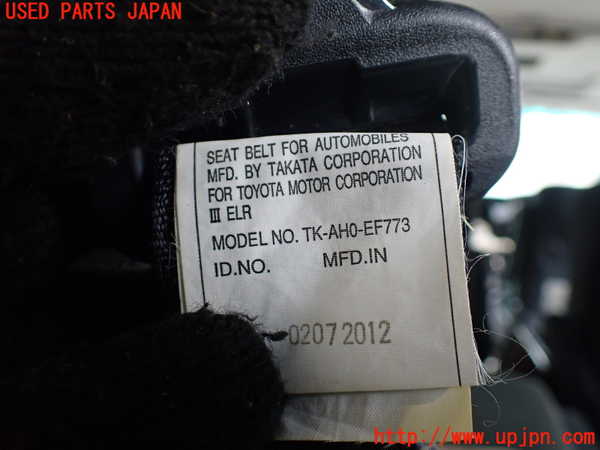 USED PARTS JAPAN
SEAT BELT FOR AUTOMOBILES
MFD. BY TAKATA CORPORATION
FOR TOYOTA MOTOR CORPORATION
III ELR
MODEL NO. TK-AH0-EF773
ID.NO. MFD.IN
02072012
http://www.upjpn.com/